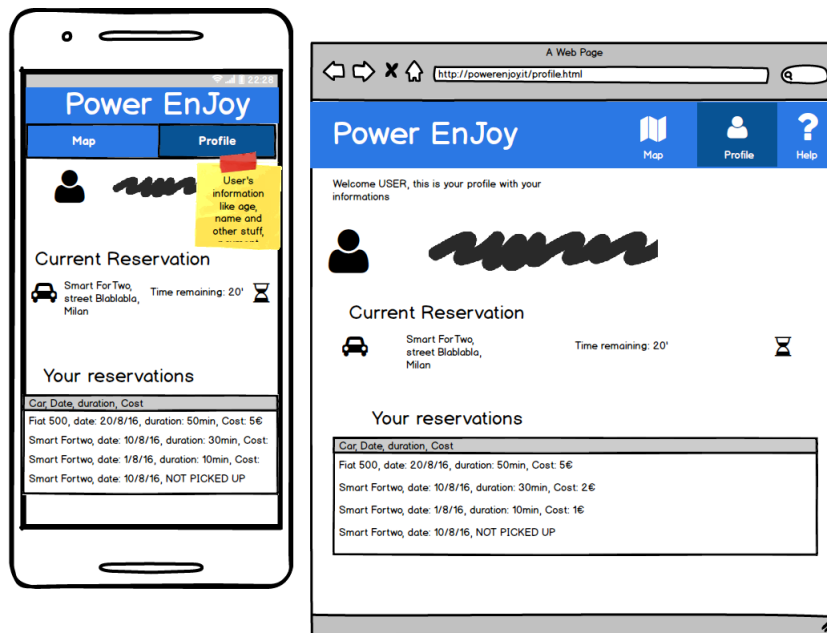 22:28
Power EnJoy
Map
Profile
User's
information
like age,
name and
other stuff,
Current Reservation
Smart ForTwo,
street Blablabla,
Milan
Time remaining: 20'
Your reservations
Car, Date, duration, Cost
Fiat 500, date: 20/8/16, duration: 50min, Cost: 5€
Smart Fortwo, date: 10/8/16, duration: 30min, Cost:
Smart Fortwo, date: 1/8/16, duration: 10min, Cost:
Smart Fortwo, date: 10/8/16, NOT PICKED UP
A Web Page
http://powerenjoy.it/profile.html
Power EnJoy
Map
Profile
Help
Welcome USER, this is your profile with your
informations
Current Reservation
Smart ForTwo,
street Blablabla,
Milan
Time remaining: 20'
Your reservations
Car, Date, duration, Cost
Fiat 500, date: 20/8/16, duration: 50min, Cost: 5€
Smart Fortwo, date: 10/8/16, duration: 30min, Cost: 2€
Smart Fortwo, date: 1/8/16, duration: 10min, Cost: 1€
Smart Fortwo, date: 10/8/16, NOT PICKED UP